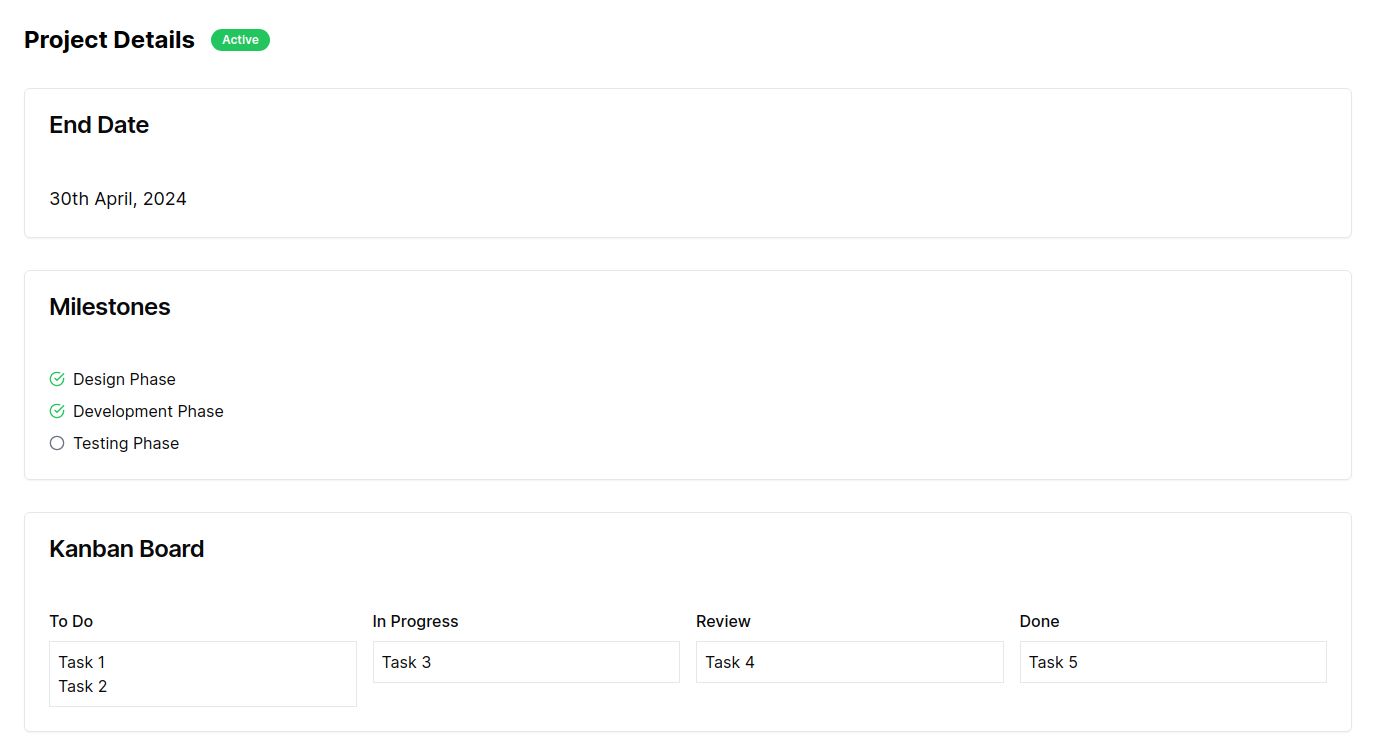 Project Details Active
End Date
30th April, 2024
Milestones
Design Phase
Development Phase
Testing Phase
Kanban Board
To Do
Task 1
Task 2
In Progress
Task 3
Review
Task 4
Done
Task 5